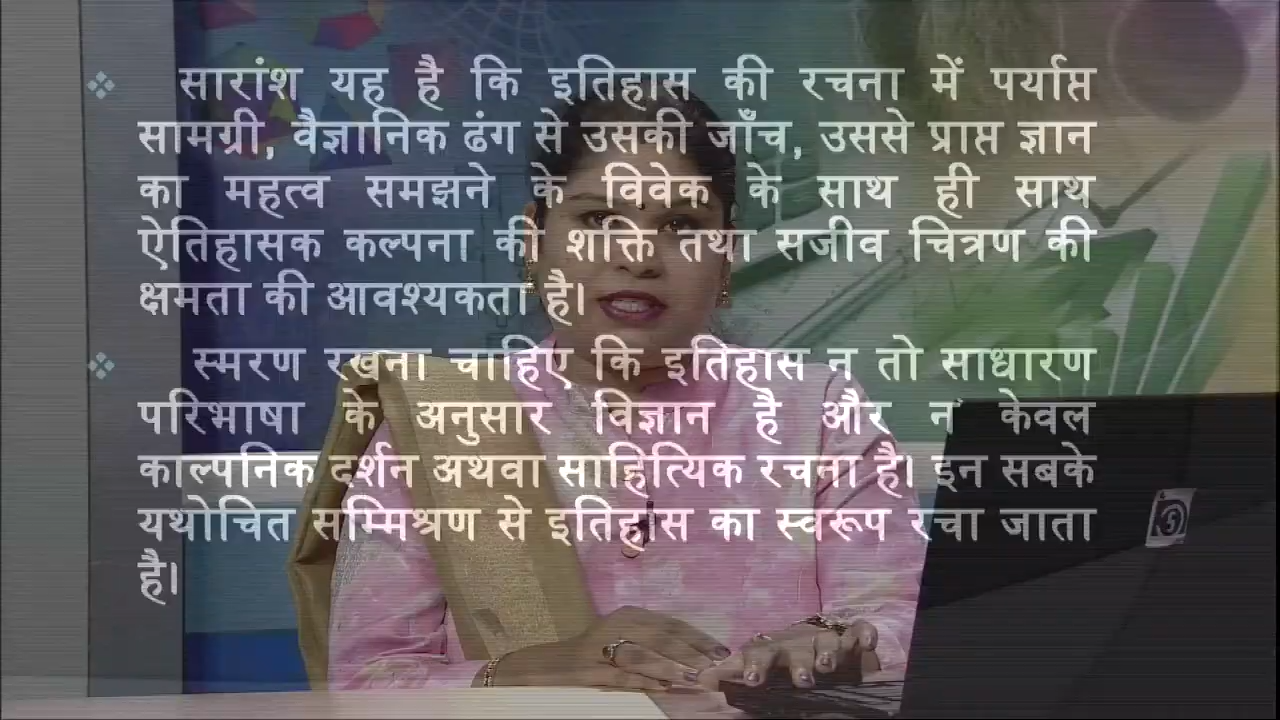 सारांश यह है कि इतिहास की रचना में पर्याप्त
सामग्री, वैज्ञानिक ढंग से उसकी जाँच, उससे प्राप्त ज्ञान
का महत्व समझने के विवेक के साथ ही साथ
ऐतिहासक कल्पना की शक्ति तथा सजीव चित्रण की
क्षमता की आवश्यकता है।
स्मरण रखना चाहिए कि इतिहास न तो साधारण
परिभाषा के अनुसार विज्ञान है और न केवल
काल्पनिक दर्शन अथवा साहित्यिक रचना है। इन सबके
यथोचित सम्मिश्रण से इतिहास का स्वरूप रचा जाता
है।